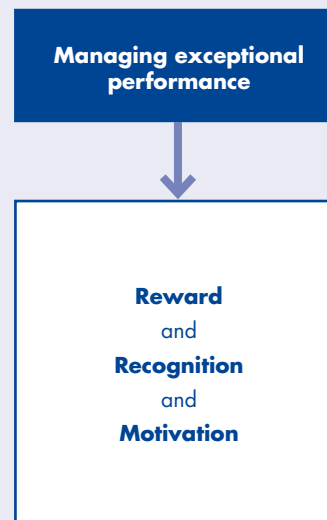 Managing exceptional
performance
Reward
and
Recognition
and
Motivation